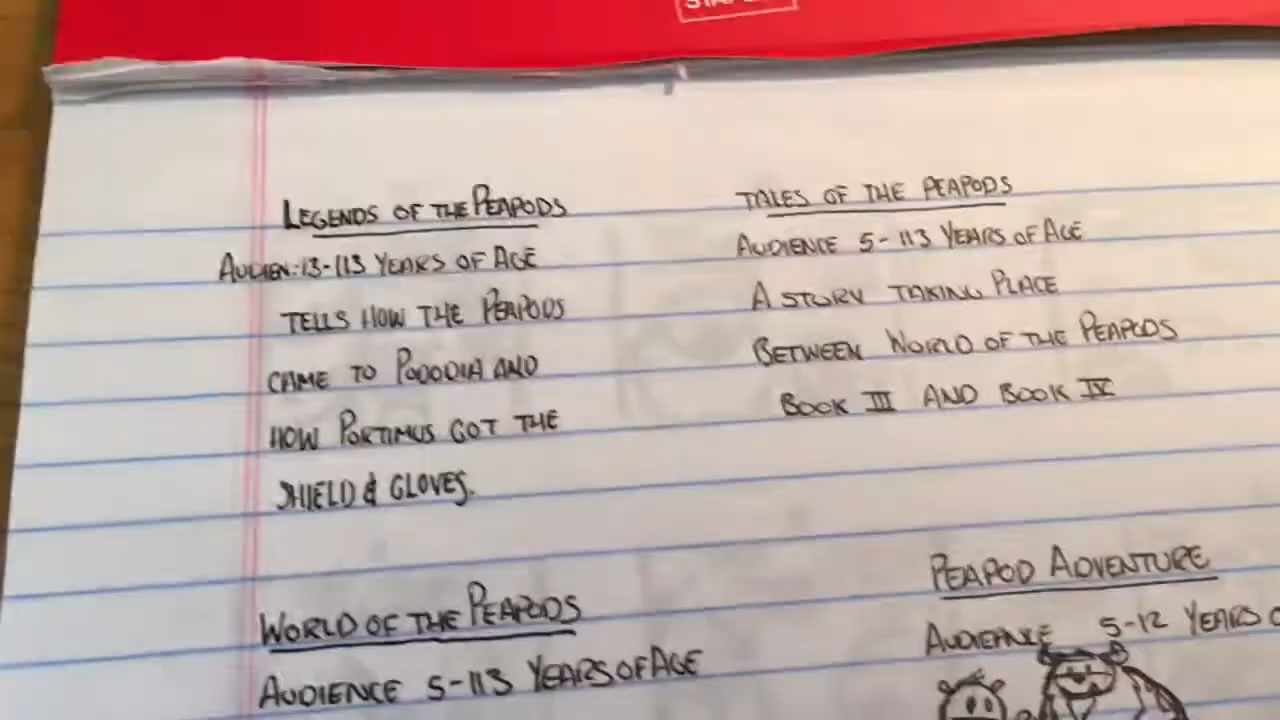 STAPLES
LEGENDS OF THE PEAPODS
AUDIEN: 13-113 YEARS OF AGE
TELLS HOW THE PEAPODS
CAME TO PODODIA AND
HOW PORTIMUS GOT THE
SHIELD & GLOVES.
TALES OF THE PEAPODS
AUDIENCE 5-113 YEARS OF AGE
A STORY TAKING PLACE
BETWEEN WORLD OF THE PEAPODS
BOOK III AND BOOK IV
WORLD OF THE PEAPODS
AUDIENCE 5-113 YEARS OF AGE
PEAPOD ADVENTURE
AUDIENCE 5-12 YEARS O